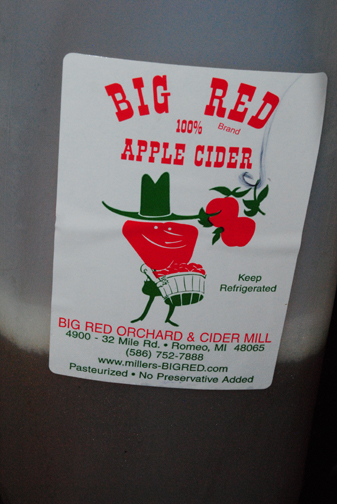 BIG RED
100% Brand
APPLE CIDER
Keep
Refrigerated
BIG RED ORCHARD & CIDER MILL
4900 - 32 Mile Rd. • Romeo, MI 48065
(586) 752-7888
www.millers-BIGRED.com
Pasteurized • No Preservative Added